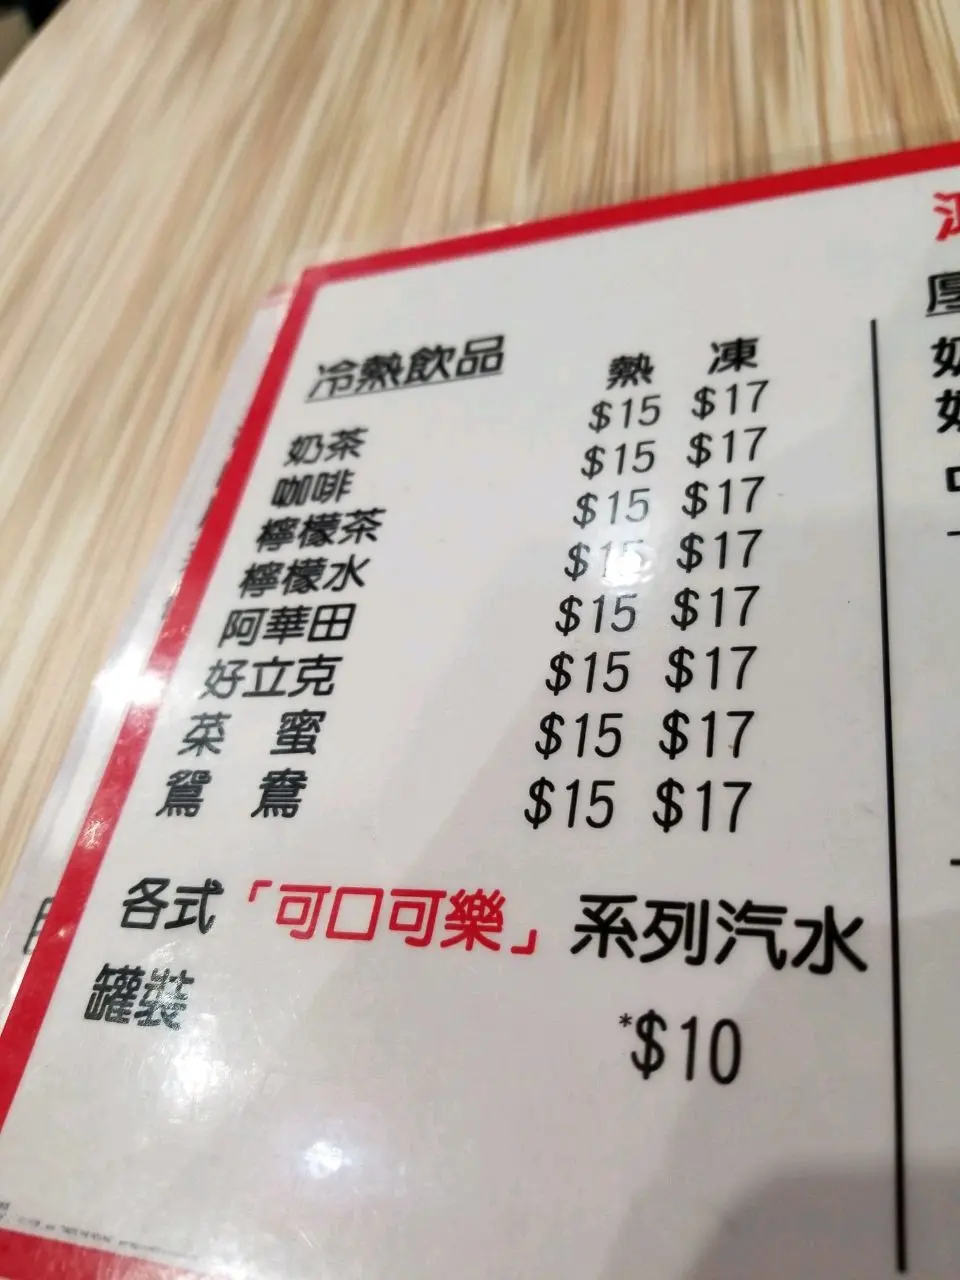 冷熱飲品 熱 凍
奶茶 $15 $17
咖啡 $15 $17
檸檬茶 $15 $17
檸檬水 $15 $17
阿華田 $15 $17
好立克 $15 $17
菜 蜜 $15 $17
鴛 鴦 $15 $17
各式「可口可樂」系列汽水
罐裝 *$10